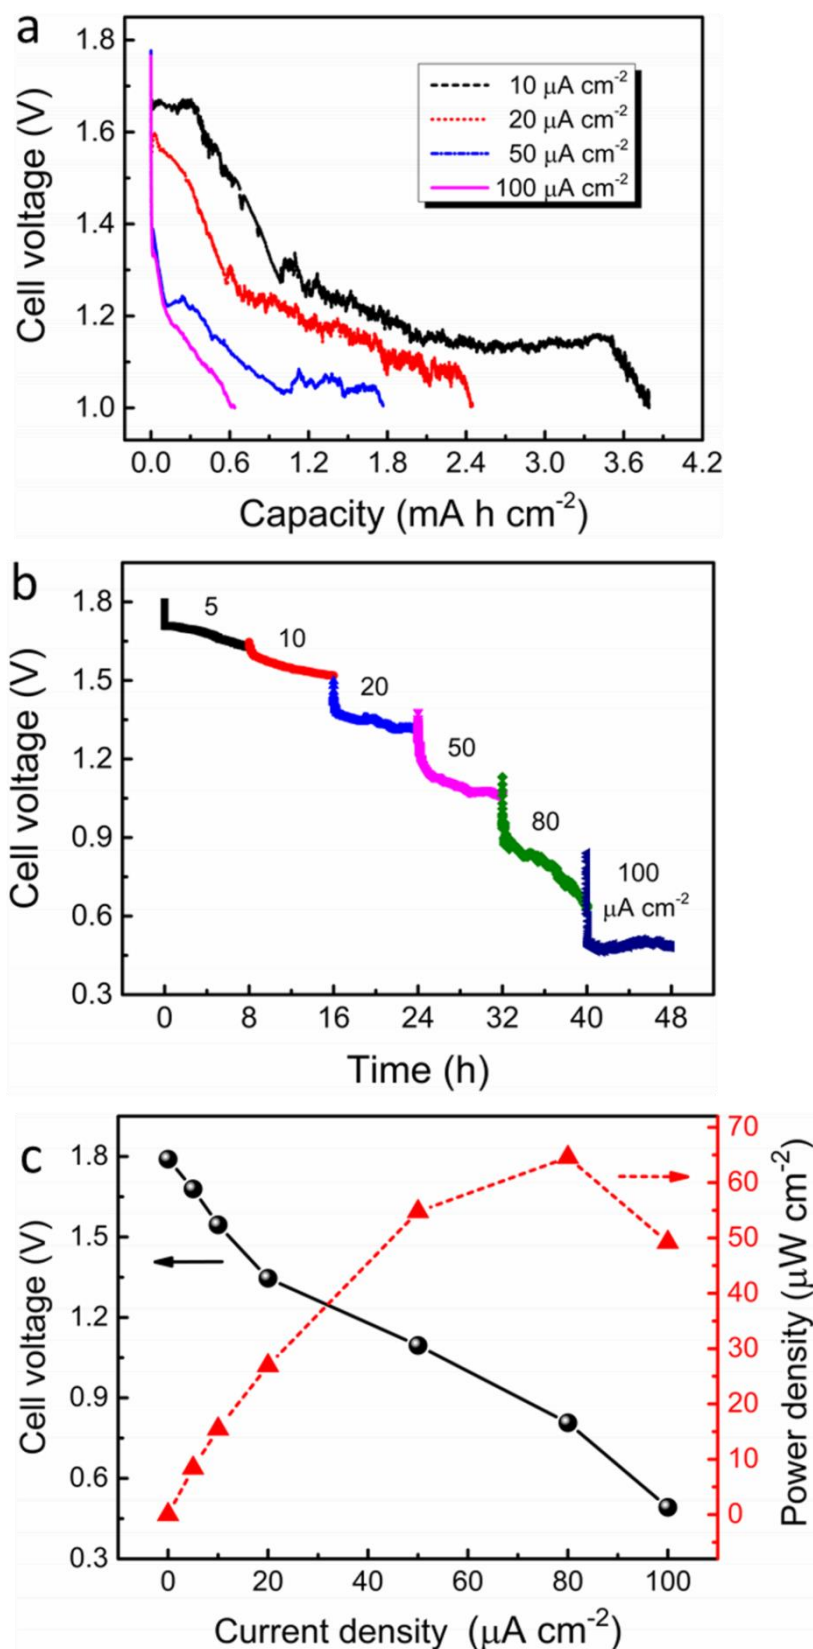 a
Cell voltage (V)
1.8
1.6
1.4
1.2
1.0
10 μA cm⁻²
20 μA cm⁻²
50 μA cm⁻²
100 μA cm⁻²
0.0 0.6 1.2 1.8 2.4 3.0 3.6 4.2
Capacity (mA h cm⁻²)
b
Cell voltage (V)
1.8
1.5
1.2
0.9
0.6
0.3
5
10
20
50
80
100
μA cm⁻²
0 8 16 24 32 40 48
Time (h)
c
Cell voltage (V)
1.8
1.5
1.2
0.9
0.6
0.3
70
60
50
40
30
20
10
0
Power density (μW cm⁻²)
0 20 40 60 80 100
Current density (μA cm⁻²)